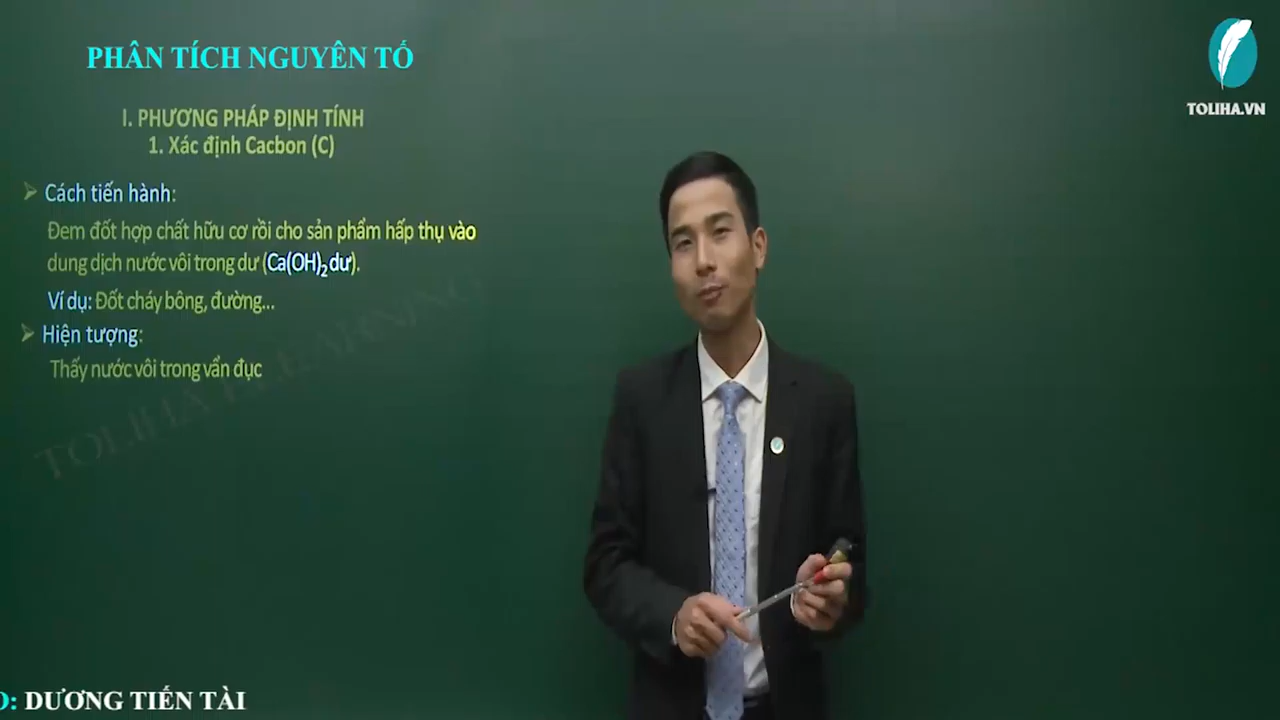 PHÂN TÍCH NGUYÊN TỐ
TOLIHA.VN
I. PHƯƠNG PHÁP ĐỊNH TÍNH
1. Xác định Cacbon (C)
Cách tiến hành:
Đem đốt hợp chất hữu cơ rồi cho sản phẩm hấp thụ vào
dung dịch nước vôi trong dư (Ca(OH)₂ dư).
Ví dụ: Đốt cháy bông, đường...
Hiện tượng:
Thấy nước vôi trong vẩn đục
TOLIHA E-LEARNING
DƯƠNG TIẾN TÀI